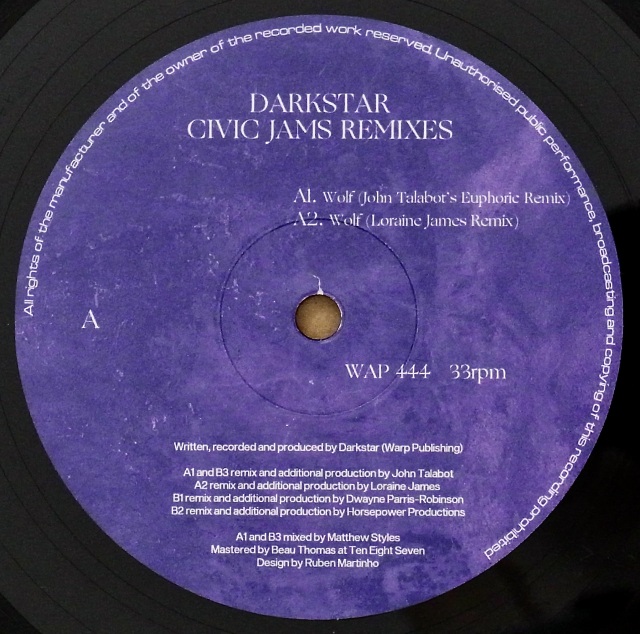 All rights of the manufacturer and of the owner of the recorded work reserved. Unauthorised public performance, broadcasting and copying of this recording prohibited
DARKSTAR
CIVIC JAMS REMIXES
A1. Wolf (John Talabot's Euphoric Remix)
A2. Wolf (Loraine James Remix)
A
WAP 444 33rpm
Written, recorded and produced by Darkstar (Warp Publishing)
A1 and B3 remix and additional production by John Talabot
A2 remix and additional production by Loraine James
B1 remix and additional production by Dwayne Parris-Robinson
B2 remix and additional production by Horsepower Productions
A1 and B3 mixed by Matthew Styles
Mastered by Beau Thomas at Ten Eight Seven
Design by Ruben Martinho